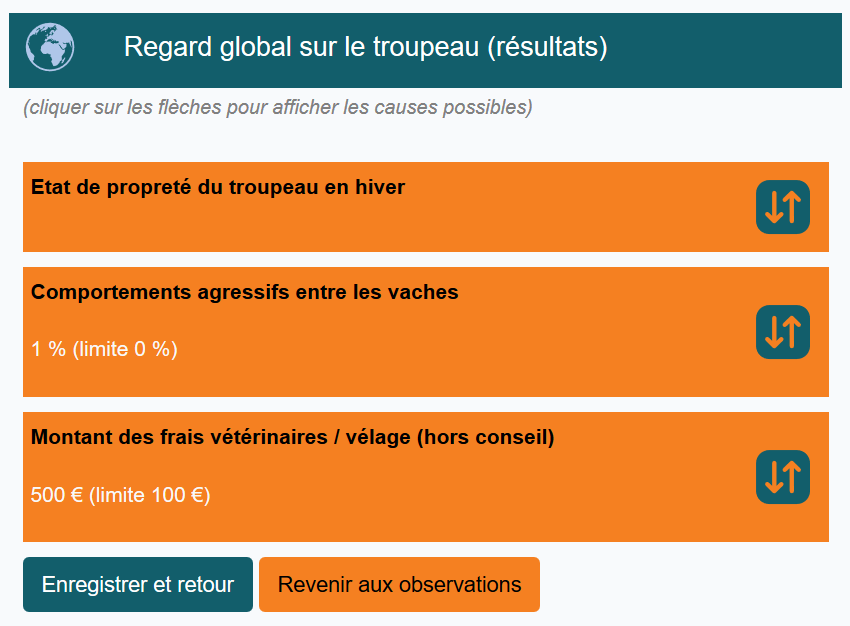 Regard global sur le troupeau (résultats)
(cliquer sur les flèches pour afficher les causes possibles)
Etat de propreté du troupeau en hiver
Comportements agressifs entre les vaches
1 % (limite 0 %)
Montant des frais vétérinaires / vélage (hors conseil)
500 € (limite 100 €)
Enregistrer et retour
Revenir aux observations